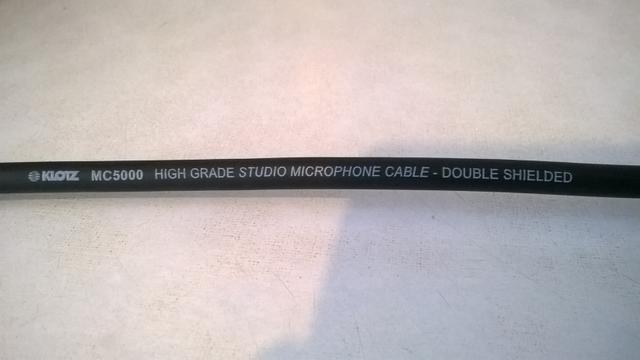 KLOTZ MC5000 HIGH GRADE STUDIO MICROPHONE CABLE - DOUBLE SHIELDED